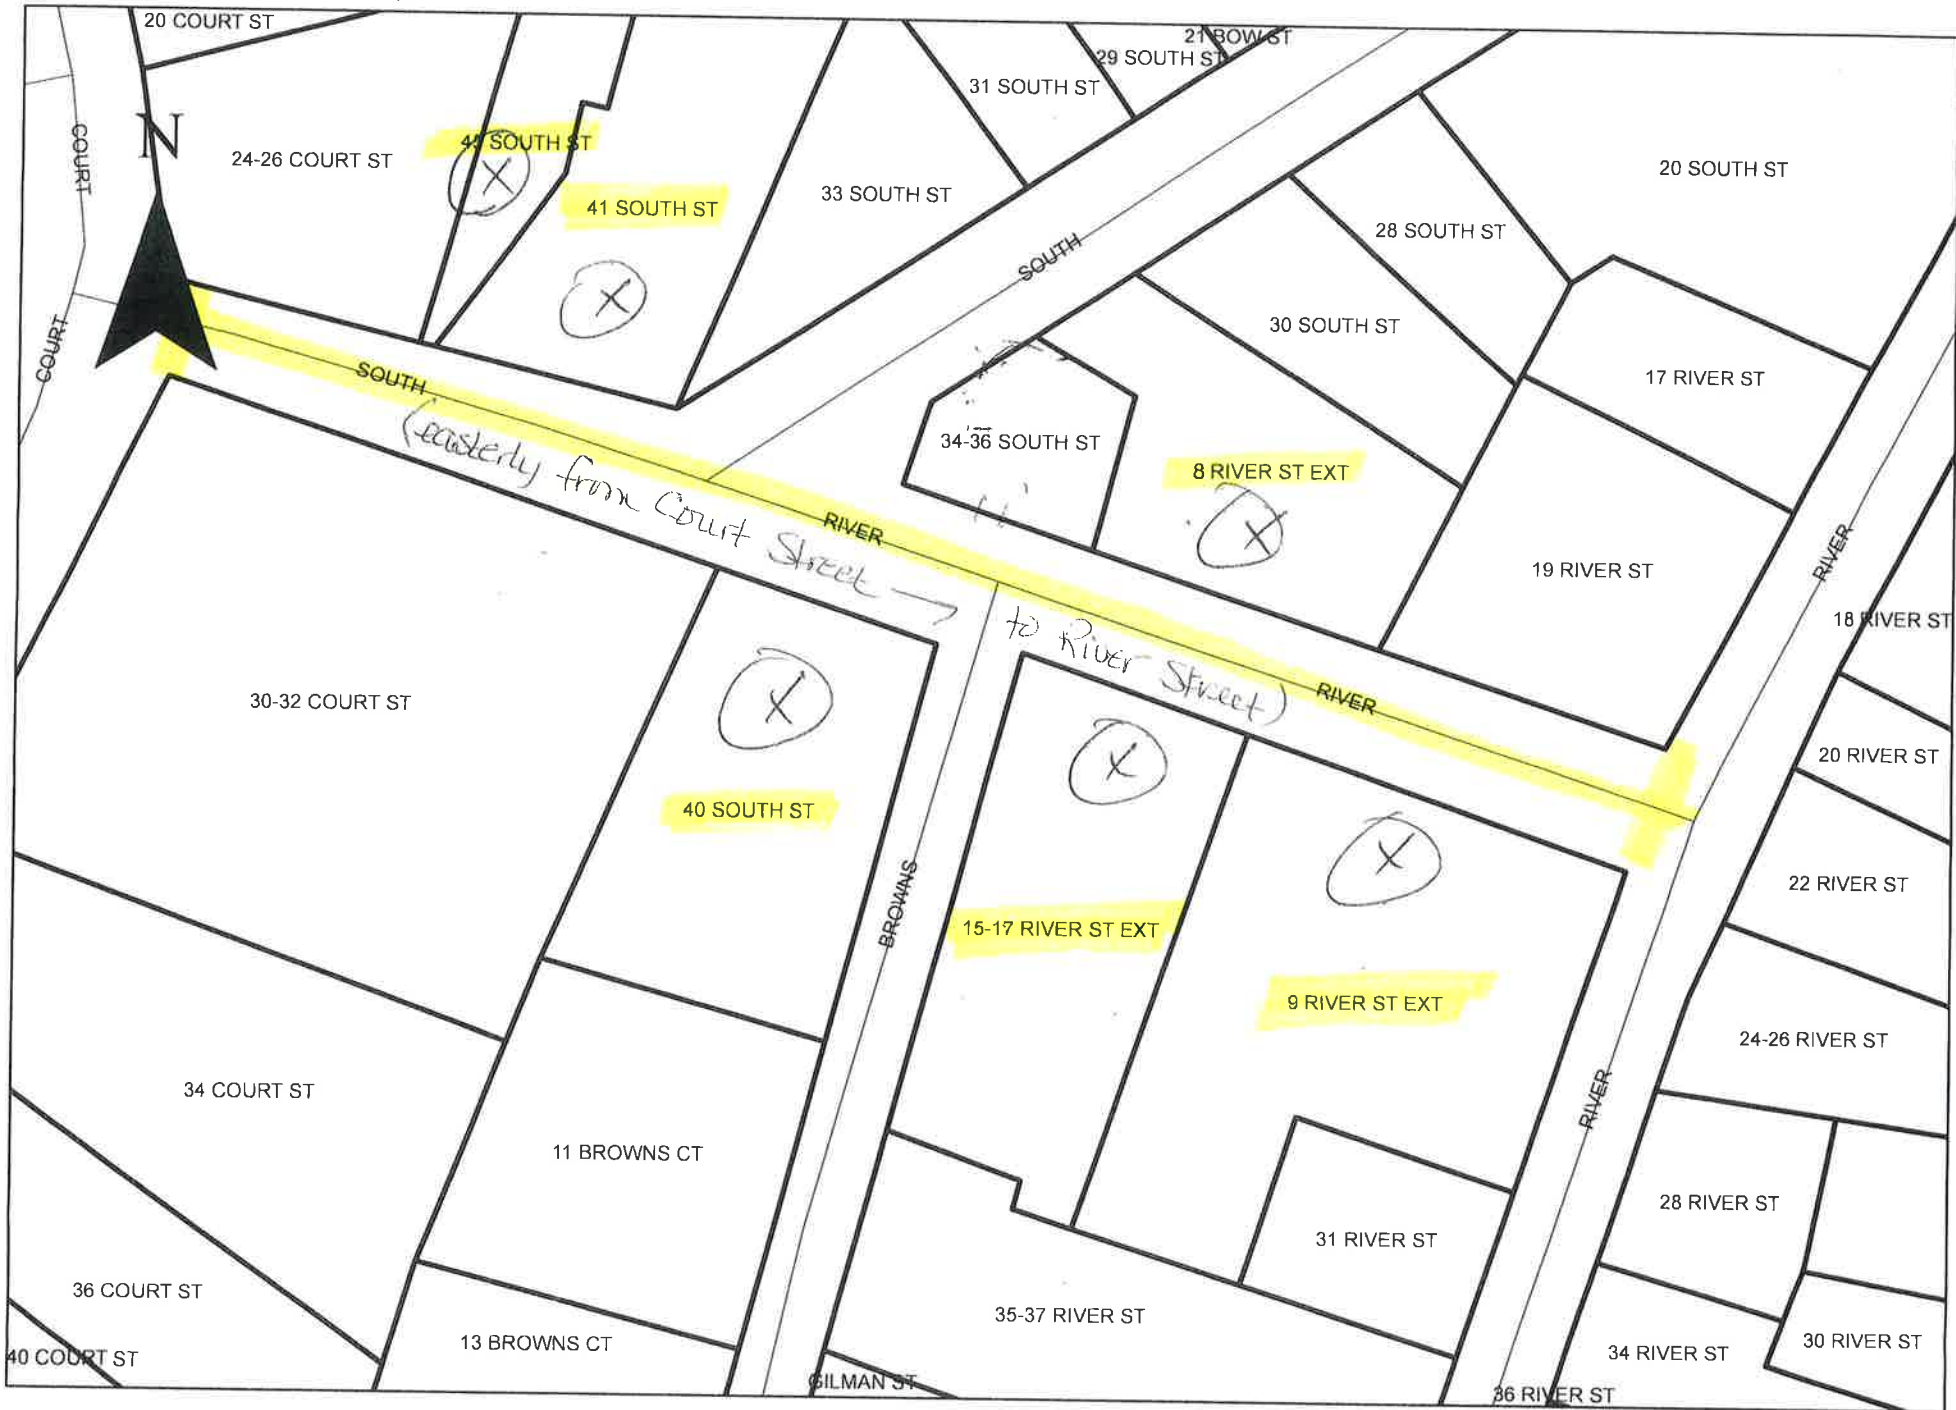 20 COURT ST
21 BOW ST
29 SOUTH ST
31 SOUTH ST
COURT
N
24-26 COURT ST
SOUTH ST
X
41 SOUTH ST
X
33 SOUTH ST
20 SOUTH ST
28 SOUTH ST
SOUTH
30 SOUTH ST
17 RIVER ST
COURT
SOUTH
34-36 SOUTH ST
8 RIVER ST EXT
X
RIVER
19 RIVER ST
RIVER
18 RIVER ST
(easterly from Court Street → to River Street)
RIVER
30-32 COURT ST
X
40 SOUTH ST
X
X
20 RIVER ST
22 RIVER ST
BROWNS
15-17 RIVER ST EXT
9 RIVER ST EXT
24-26 RIVER ST
34 COURT ST
11 BROWNS CT
RIVER
28 RIVER ST
31 RIVER ST
36 COURT ST
35-37 RIVER ST
13 BROWNS CT
30 RIVER ST
34 RIVER ST
40 COURT ST
GILMAN ST
36 RIVER ST